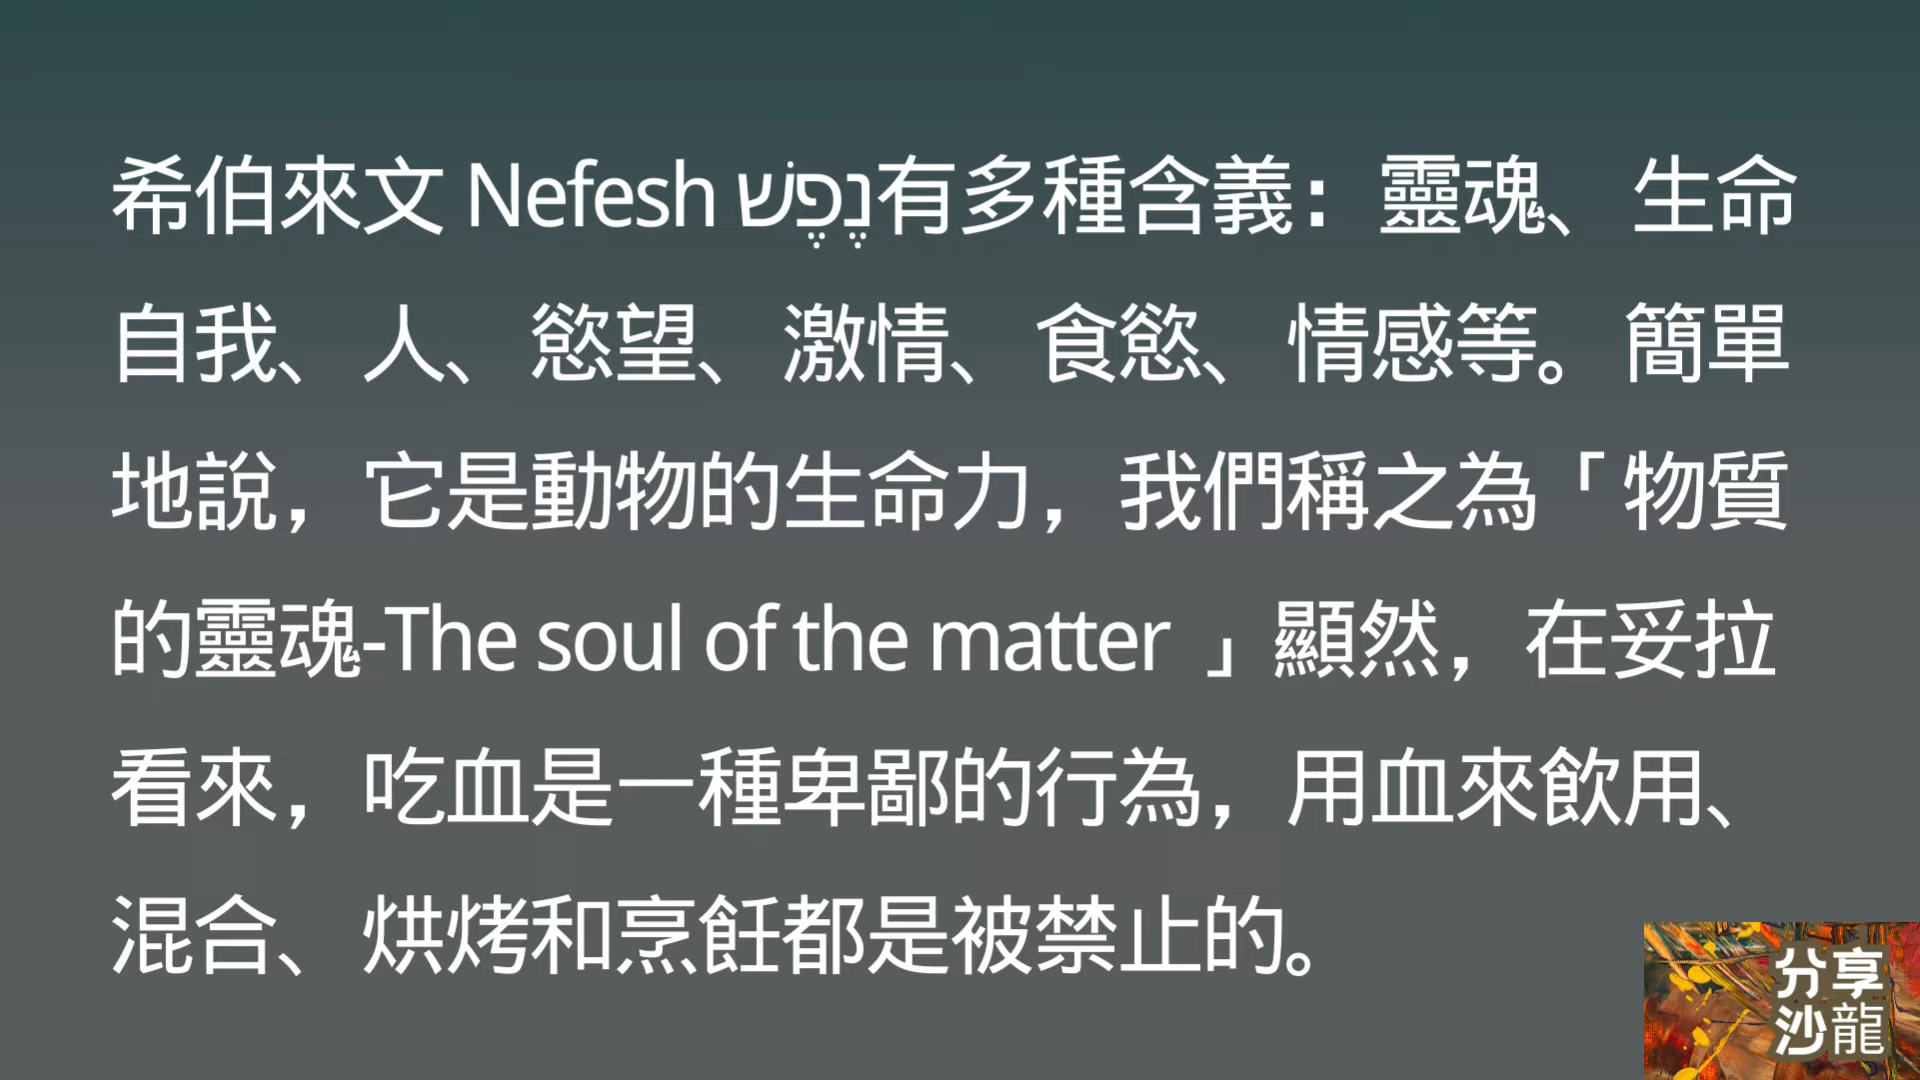 希伯來文 Nefesh נֶפֶשׁ有多種含義：靈魂、生命
自我、人、慾望、激情、食慾、情感等。簡單
地說，它是動物的生命力，我們稱之為「物質
的靈魂-The soul of the matter 」顯然，在妥拉
看來，吃血是一種卑鄙的行為，用血來飲用、
混合、烘烤和烹飪都是被禁止的。
分享
沙龍